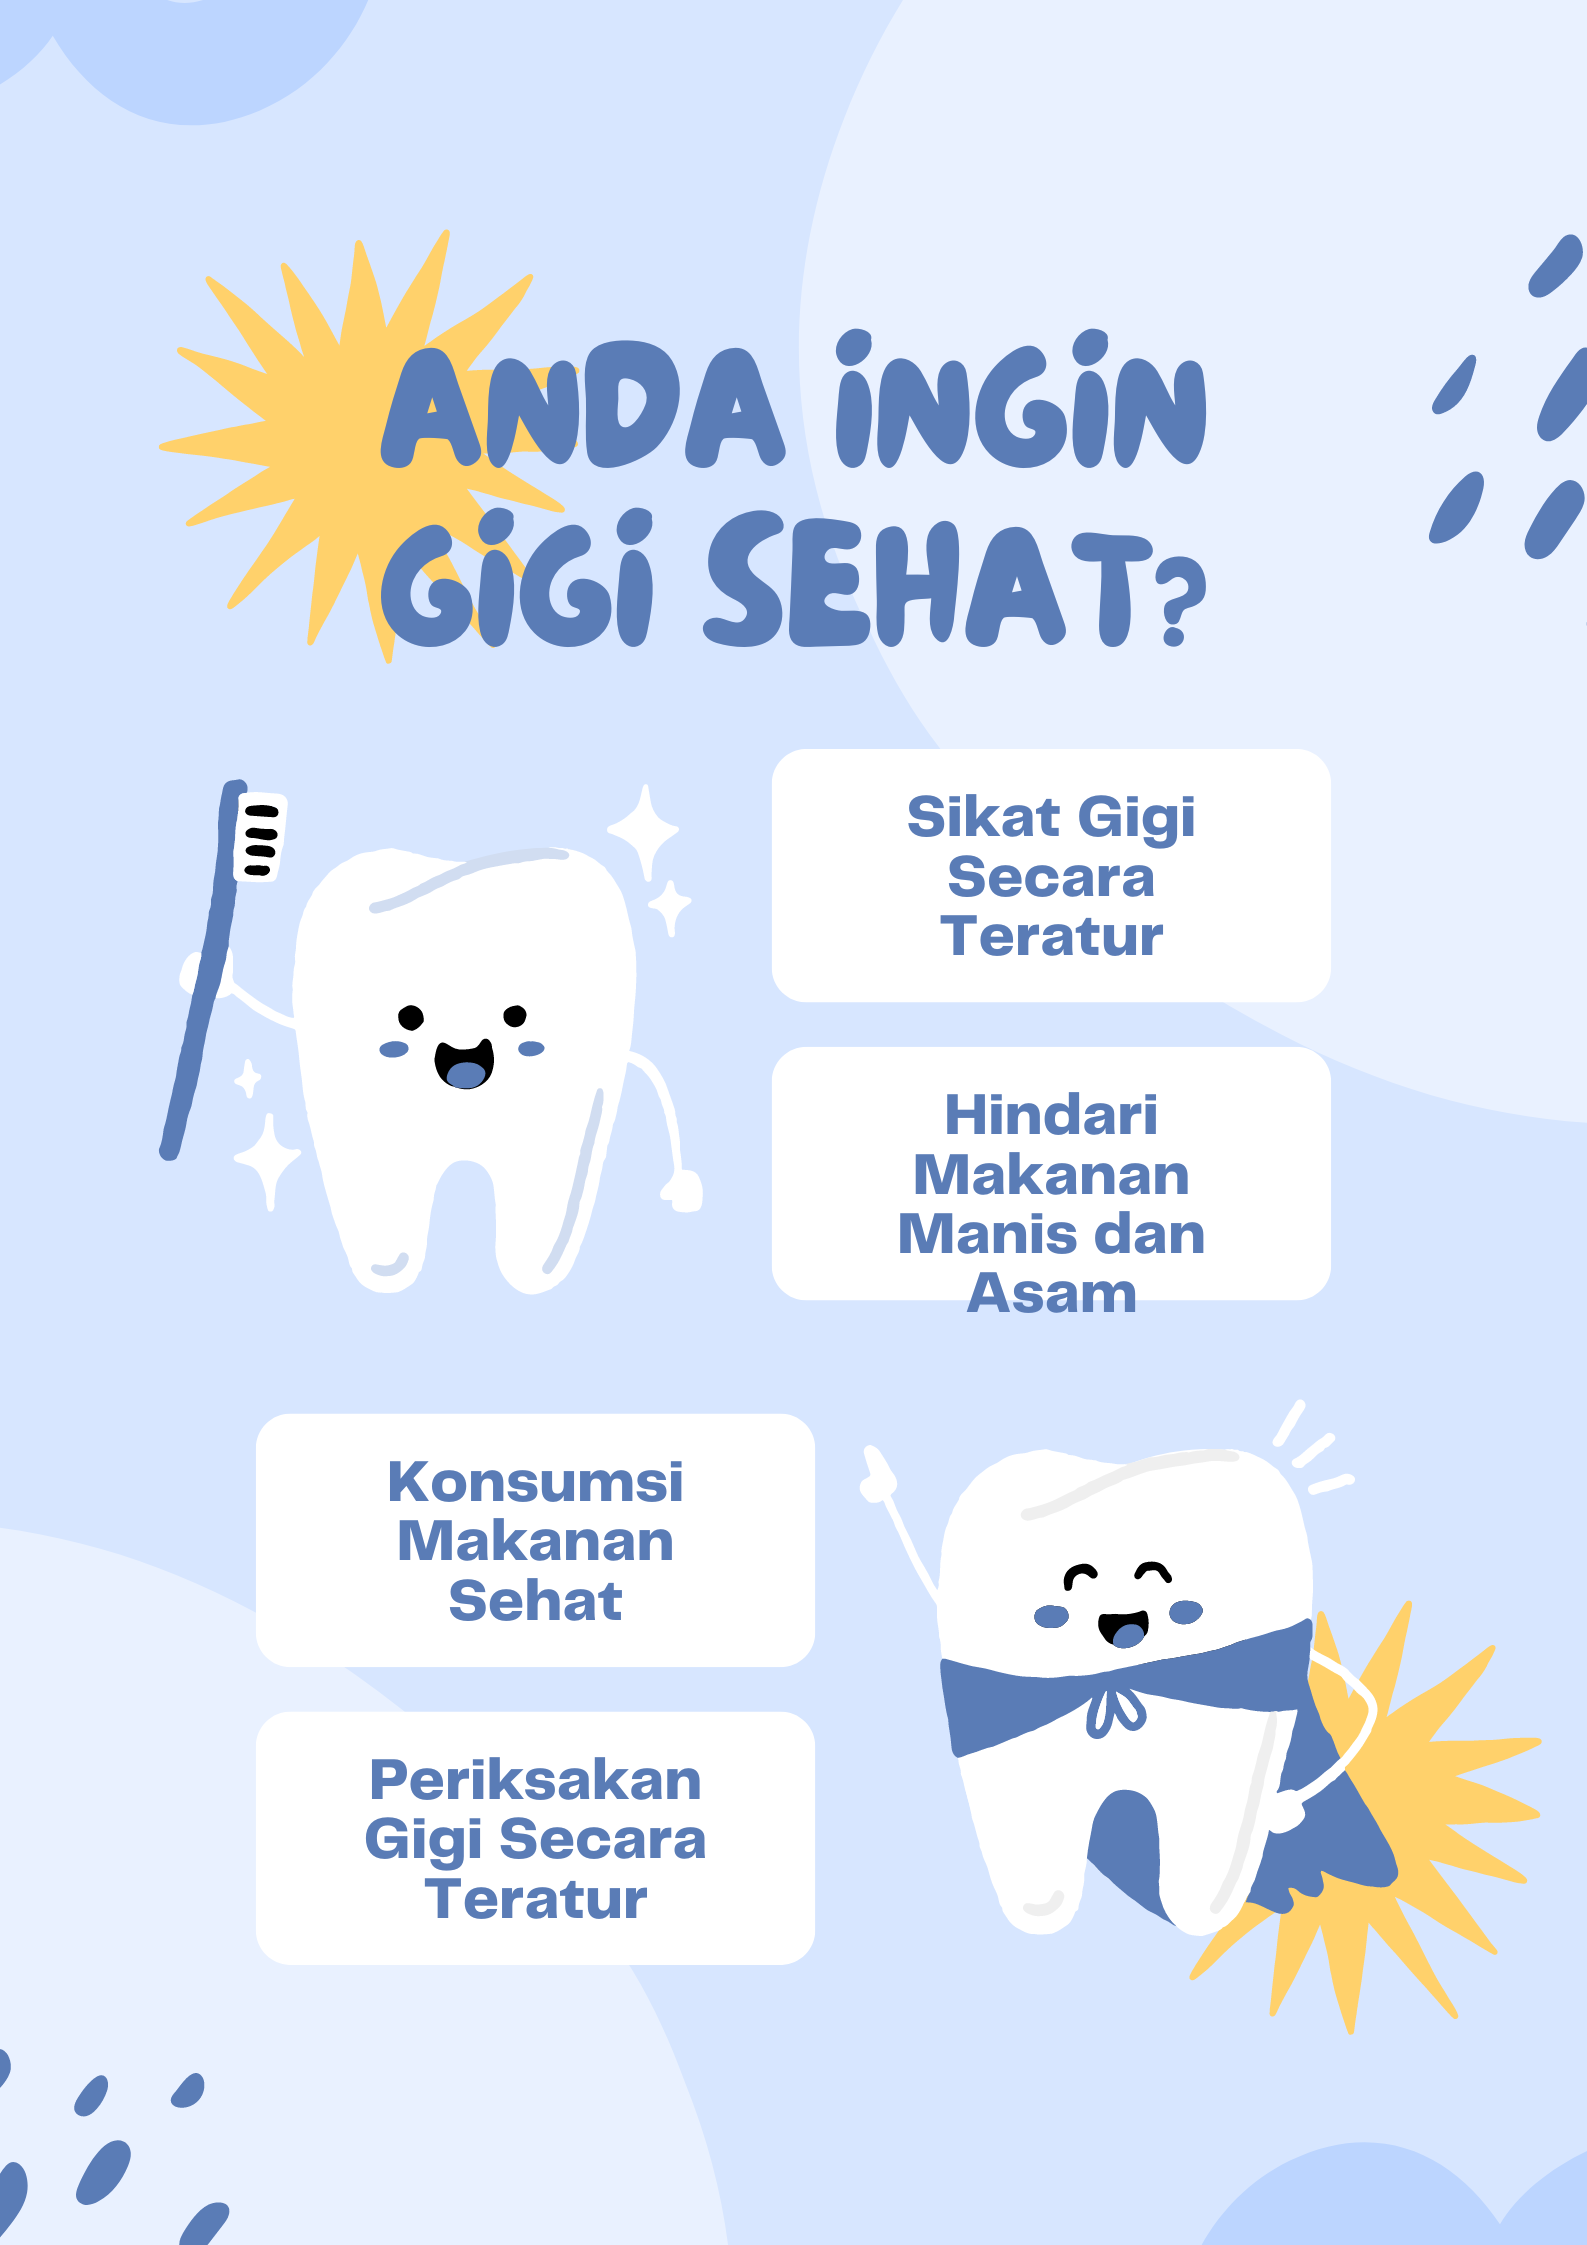 ANDA iNGiN
GiGi SEHAT?
Sikat Gigi
Secara
Teratur
Hindari
Makanan
Manis dan
Asam
Konsumsi
Makanan
Sehat
Periksakan
Gigi Secara
Teratur